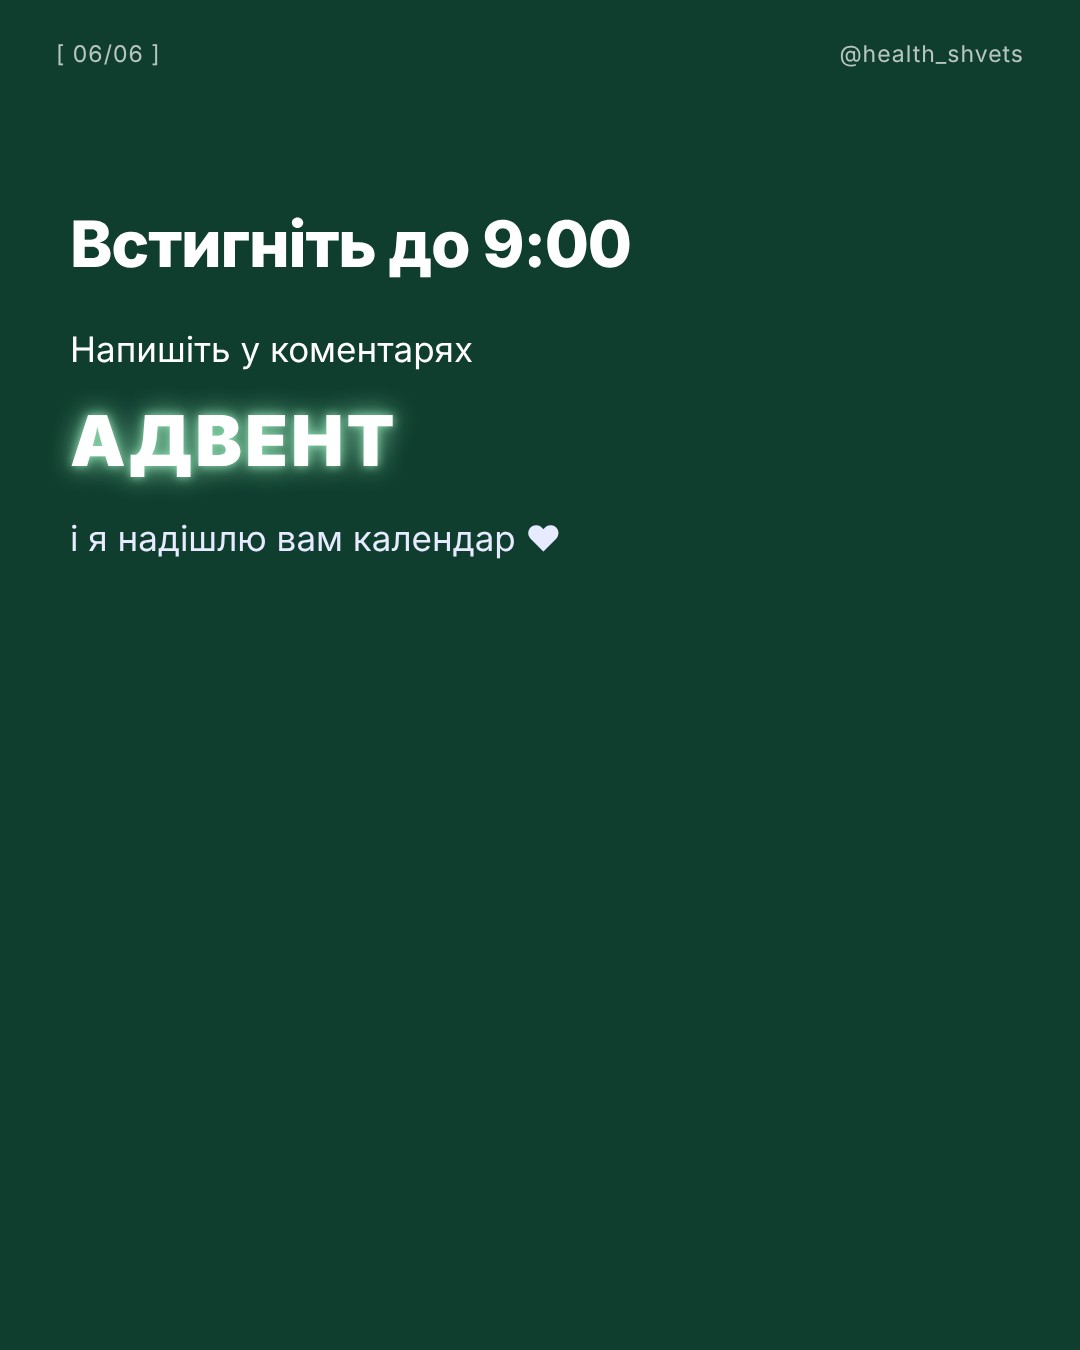 [ 06/06 ]
@health_shvets
Встигніть до 9:00
Напишіть у коментарях
АДВЕНТ
і я надішлю вам календар ♥